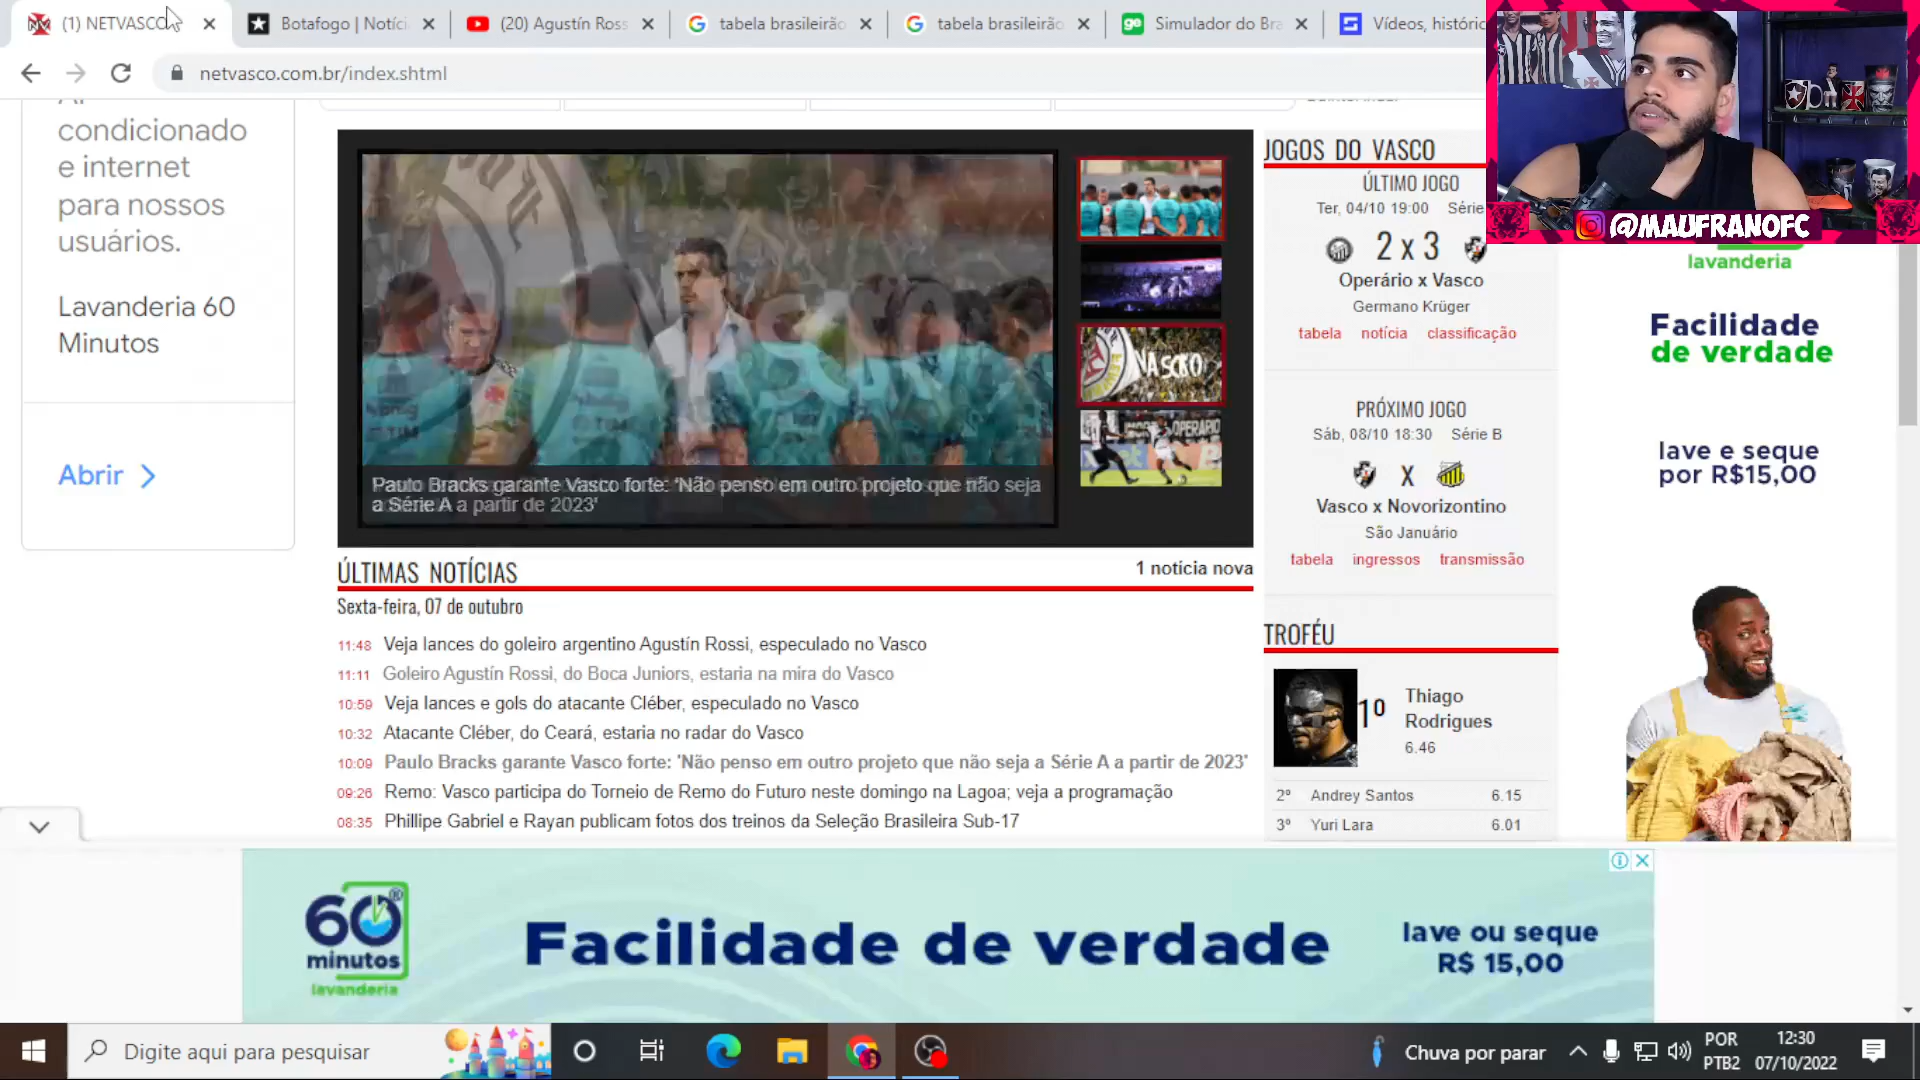 (1) NETVASCO
Botafogo | Notíci
(20) Agustín Ross
tabela brasileirão
tabela brasileirão
ge
Simulador do Bra
Vídeos, históric
netvasco.com.br/index.shtml
@MAUFRANOFC
condicionado
e internet
para nossos
usuários.
Lavanderia 60
Minutos
Abrir
Paulo Bracks garante Vasco forte: 'Não penso em outro projeto que não seja
a Série A a partir de 2023'
ÚLTIMAS NOTÍCIAS
1 notícia nova
Sexta-feira, 07 de outubro
11:48 Veja lances do goleiro argentino Agustín Rossi, especulado no Vasco
11:11 Goleiro Agustín Rossi, do Boca Juniors, estaria na mira do Vasco
10:59 Veja lances e gols do atacante Cléber, especulado no Vasco
10:32 Atacante Cléber, do Ceará, estaria no radar do Vasco
10:09 Paulo Bracks garante Vasco forte: 'Não penso em outro projeto que não seja a Série A a partir de 2023'
09:26 Remo: Vasco participa do Torneio de Remo do Futuro neste domingo na Lagoa; veja a programação
08:35 Phillipe Gabriel e Rayan publicam fotos dos treinos da Seleção Brasileira Sub-17
JOGOS DO VASCO
ÚLTIMO JOGO
Ter, 04/10 19:00 Série
2 x 3
Operário x Vasco
Germano Krüger
tabela notícia classificação
PRÓXIMO JOGO
Sáb, 08/10 18:30 Série B
X
Vasco x Novorizontino
São Januário
tabela ingressos transmissão
TROFÉU
1º Thiago
Rodrigues
6.46
2º Andrey Santos 6.15
3º Yuri Lara 6.01
lavanderia
Facilidade
de verdade
lave e seque
por R$15,00
60
minutos
lavanderia
Facilidade de verdade
lave ou seque
R$ 15,00
Digite aqui para pesquisar
Chuva por parar
POR
PTB2
12:30
07/10/2022